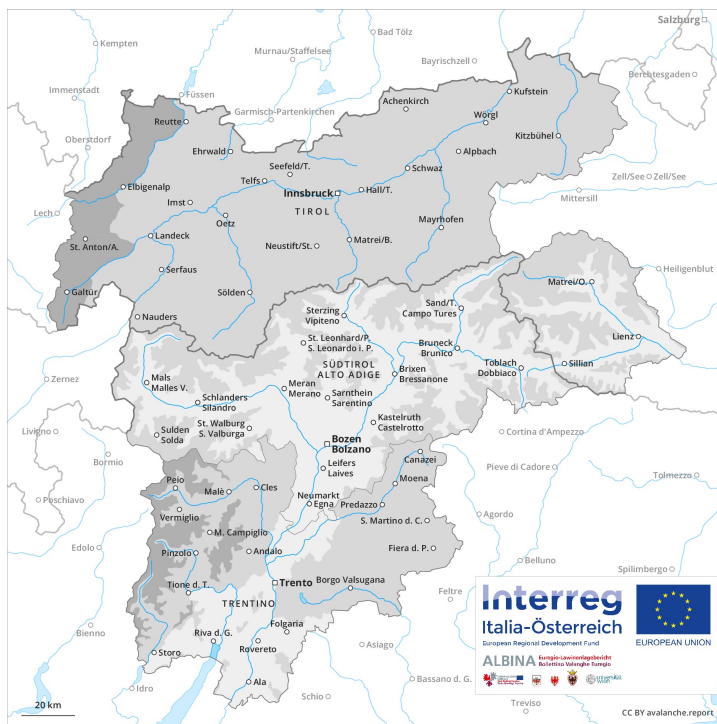 Salzburg
Kempten
Bad Tölz
Murnau/Staffelsee
Bayrischzell
Berchtesgaden
Immenstadt
Füssen
Garmisch-Partenkirchen
Achenkirch
Kufstein
Reutte
Wörgl
Oberstdorf
Kitzbühel
Ehrwald
Alpbach
Seefeld/T.
Schwaz
Telfs
Zell/See
Zell/See
Elbigenalp
Innsbruck
Hall/T.
Mittersill
Imst
TIROL
Lech
Oetz
Mayrhofen
St. Anton/A.
Landeck
Neustift/St.
Matrei/B.
Serfaus
Heiligenblut
Galtür
Sölden
Matrei/O.
Nauders
Sterzing
Vipiteno
Sand/T.
Campo Tures
St. Leonhard/P.
S. Leonardo i. P.
Lienz
Bruneck
Brunico
Toblach
Dobbiaco
Sillian
SÜDTIROL
ALTO ADIGE
Brixen
Bressanone
Zernez
Mals
Malles V.
Meran
Merano
Sarnthein
Sarentino
Schlanders
Silandro
Kastelruth
Castelrotto
St. Walburg
S. Valburga
Livigno
Sulden
Solda
Bozen
Bolzano
Cortina d'Ampezzo
Bormio
Canazei
Leifers
Laives
Pieve di Cadore
Tolmezzo
Peio
Malè
Cles
Moena
Poschiavo
Neumarkt
Egna
Predazzo
Vermiglio
Agordo
S. Martino d. C.
M. Campiglio
Edolo
Pinzolo
Andalo
Fiera d. P.
Belluno
Spilimbergo
Tione d. T.
Trento
Borgo Valsugana
Feltre
TRENTINO
Folgaria
Bienno
Riva d. G.
Rovereto
Storo
Asiago
Ala
Idro
Bassano d. G.
Schio
Treviso
20 km
Interreg
Italia-Österreich
European Regional Development Fund
EUROPEAN UNION
ALBINA Euregio-Lawinenlagebericht
Bollettino Valanghe Euregio
universität
wien
CC BY avalanche.report